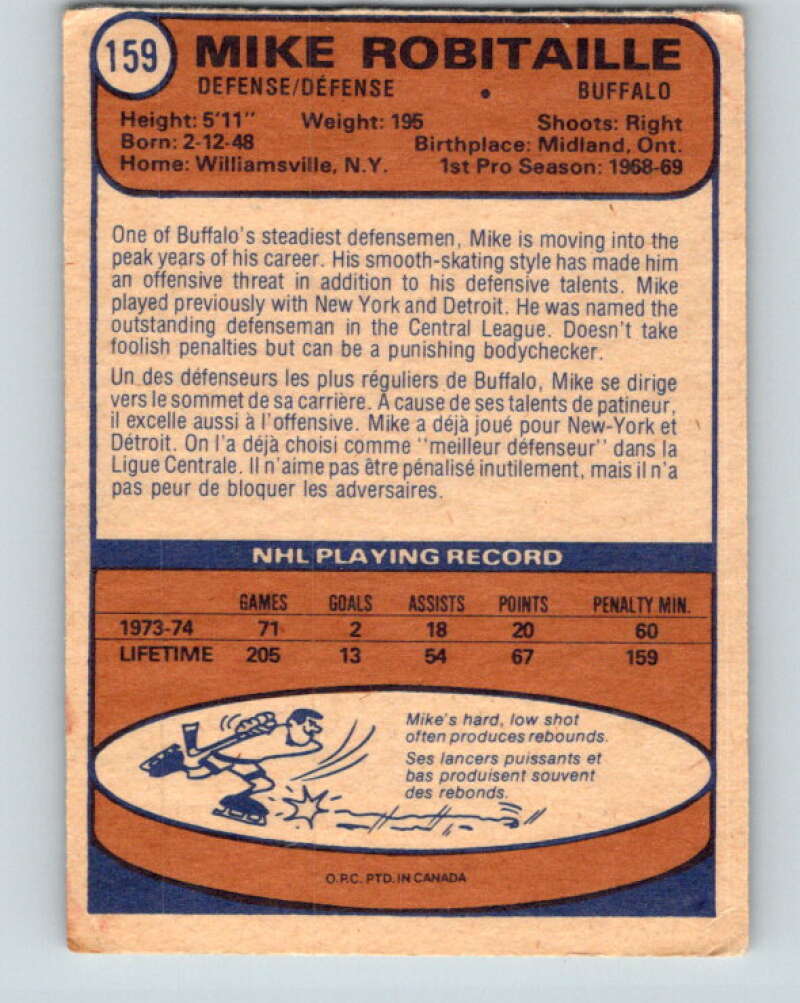 159 MIKE ROBITAILLE
DEFENSE/DÉFENSE • BUFFALO
Height: 5'11" Weight: 195 Shoots: Right
Born: 2-12-48 Birthplace: Midland, Ont.
Home: Williamsville, N.Y. 1st Pro Season: 1968-69
One of Buffalo's steadiest defensemen, Mike is moving into the
peak years of his career. His smooth-skating style has made him
an offensive threat in addition to his defensive talents. Mike
played previously with New York and Detroit. He was named the
outstanding defenseman in the Central League. Doesn't take
foolish penalties but can be a punishing bodychecker.
Un des défenseurs les plus réguliers de Buffalo, Mike se dirige
vers le sommet de sa carrière. A cause de ses talents de patineur,
il excelle aussi à l'offensive. Mike a déjà joué pour New-York et
Détroit. On l'a déjà choisi comme "meilleur défenseur" dans la
Ligue Centrale. Il n'aime pas être pénalisé inutilement, mais il n'a
pas peur de bloquer les adversaires.
NHL PLAYING RECORD
GAMES GOALS ASSISTS POINTS PENALTY MIN.
1973-74 71 2 18 20 60
LIFETIME 205 13 54 67 159
Mike's hard, low shot
often produces rebounds.
Ses lancers puissants et
bas produisent souvent
des rebonds.
O.P.C. PTD. IN CANADA